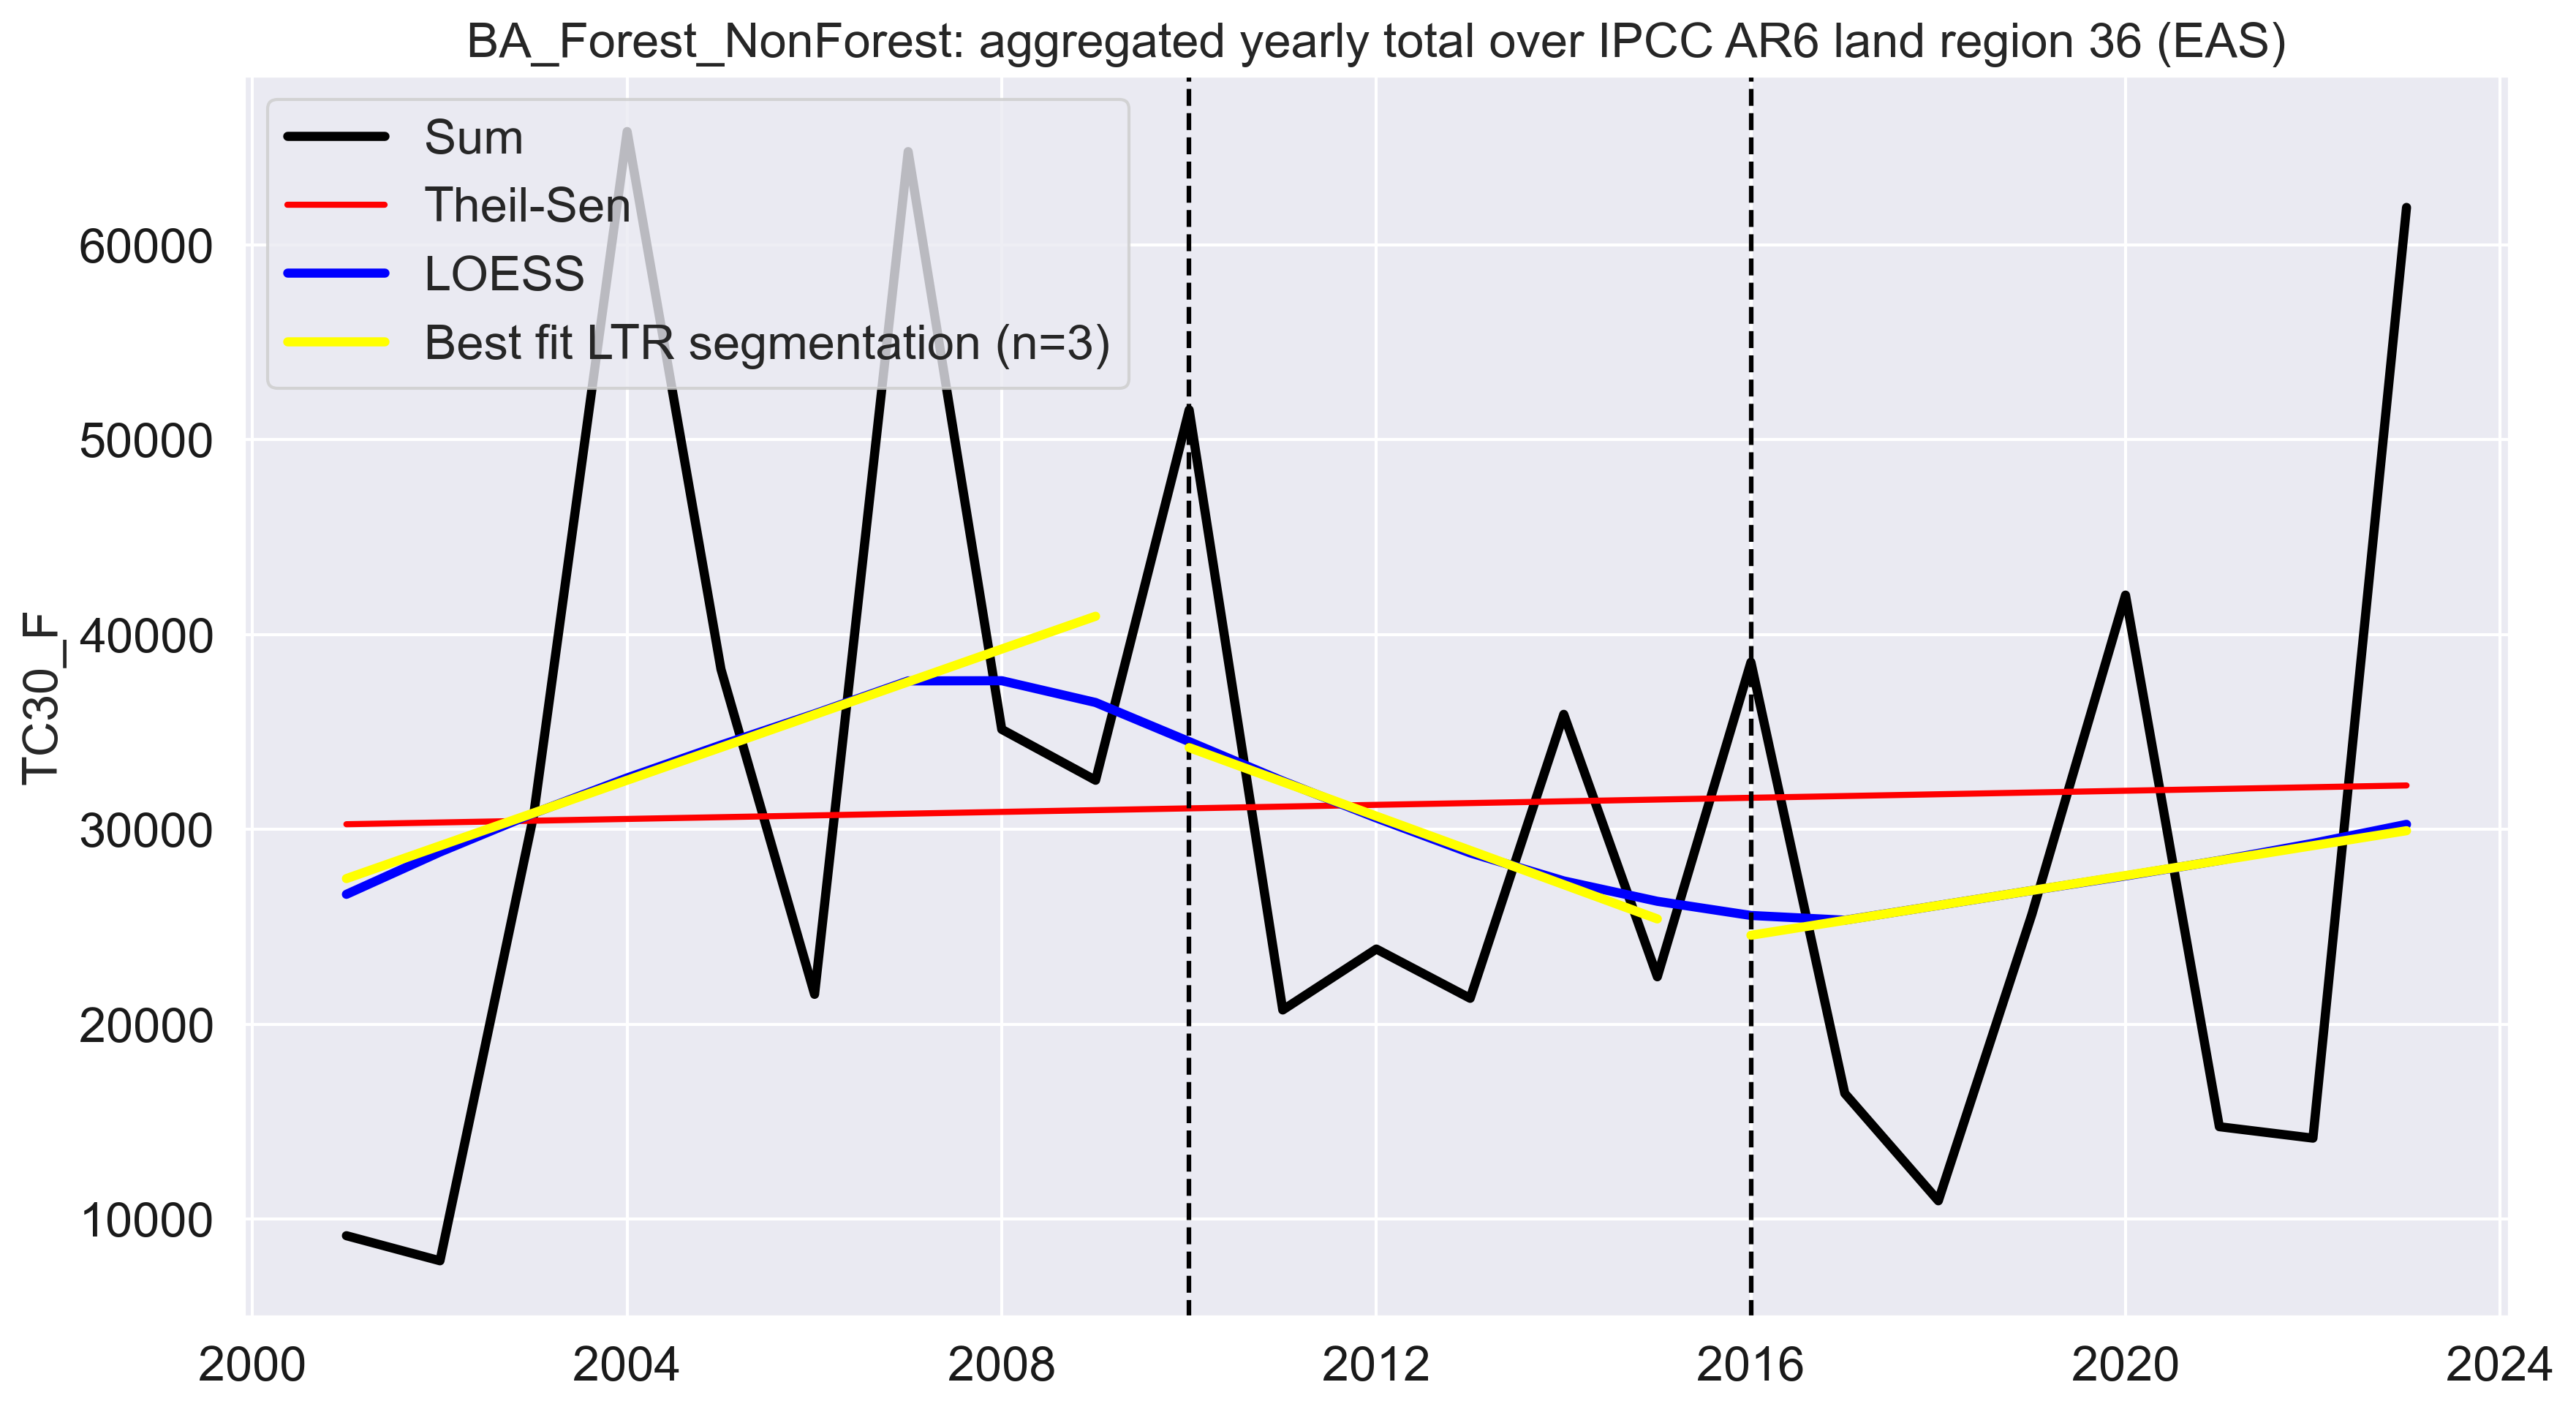 BA_Forest_NonForest: aggregated yearly total over IPCC AR6 land region 36 (EAS)
Sum
Theil-Sen
LOESS
Best fit LTR segmentation (n=3)
TC30_F
60000
50000
40000
30000
20000
10000
2000 2004 2008 2012 2016 2020 2024